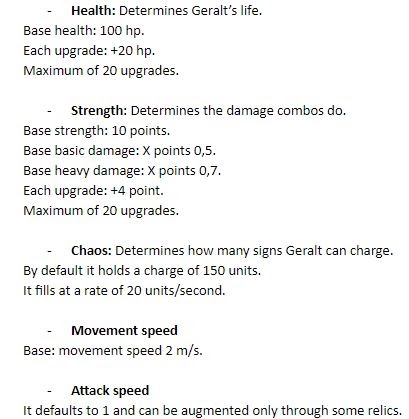 - Health: Determines Geralt's life.
Base health: 100 hp.
Each upgrade: +20 hp.
Maximum of 20 upgrades.
- Strength: Determines the damage combos do.
Base strength: 10 points.
Base basic damage: X points 0,5.
Base heavy damage: X points 0,7.
Each upgrade: +4 point.
Maximum of 20 upgrades.
- Chaos: Determines how many signs Geralt can charge.
By default it holds a charge of 150 units.
It fills at a rate of 20 units/second.
- Movement speed
Base: movement speed 2 m/s.
- Attack speed
It defaults to 1 and can be augmented only through some relics.